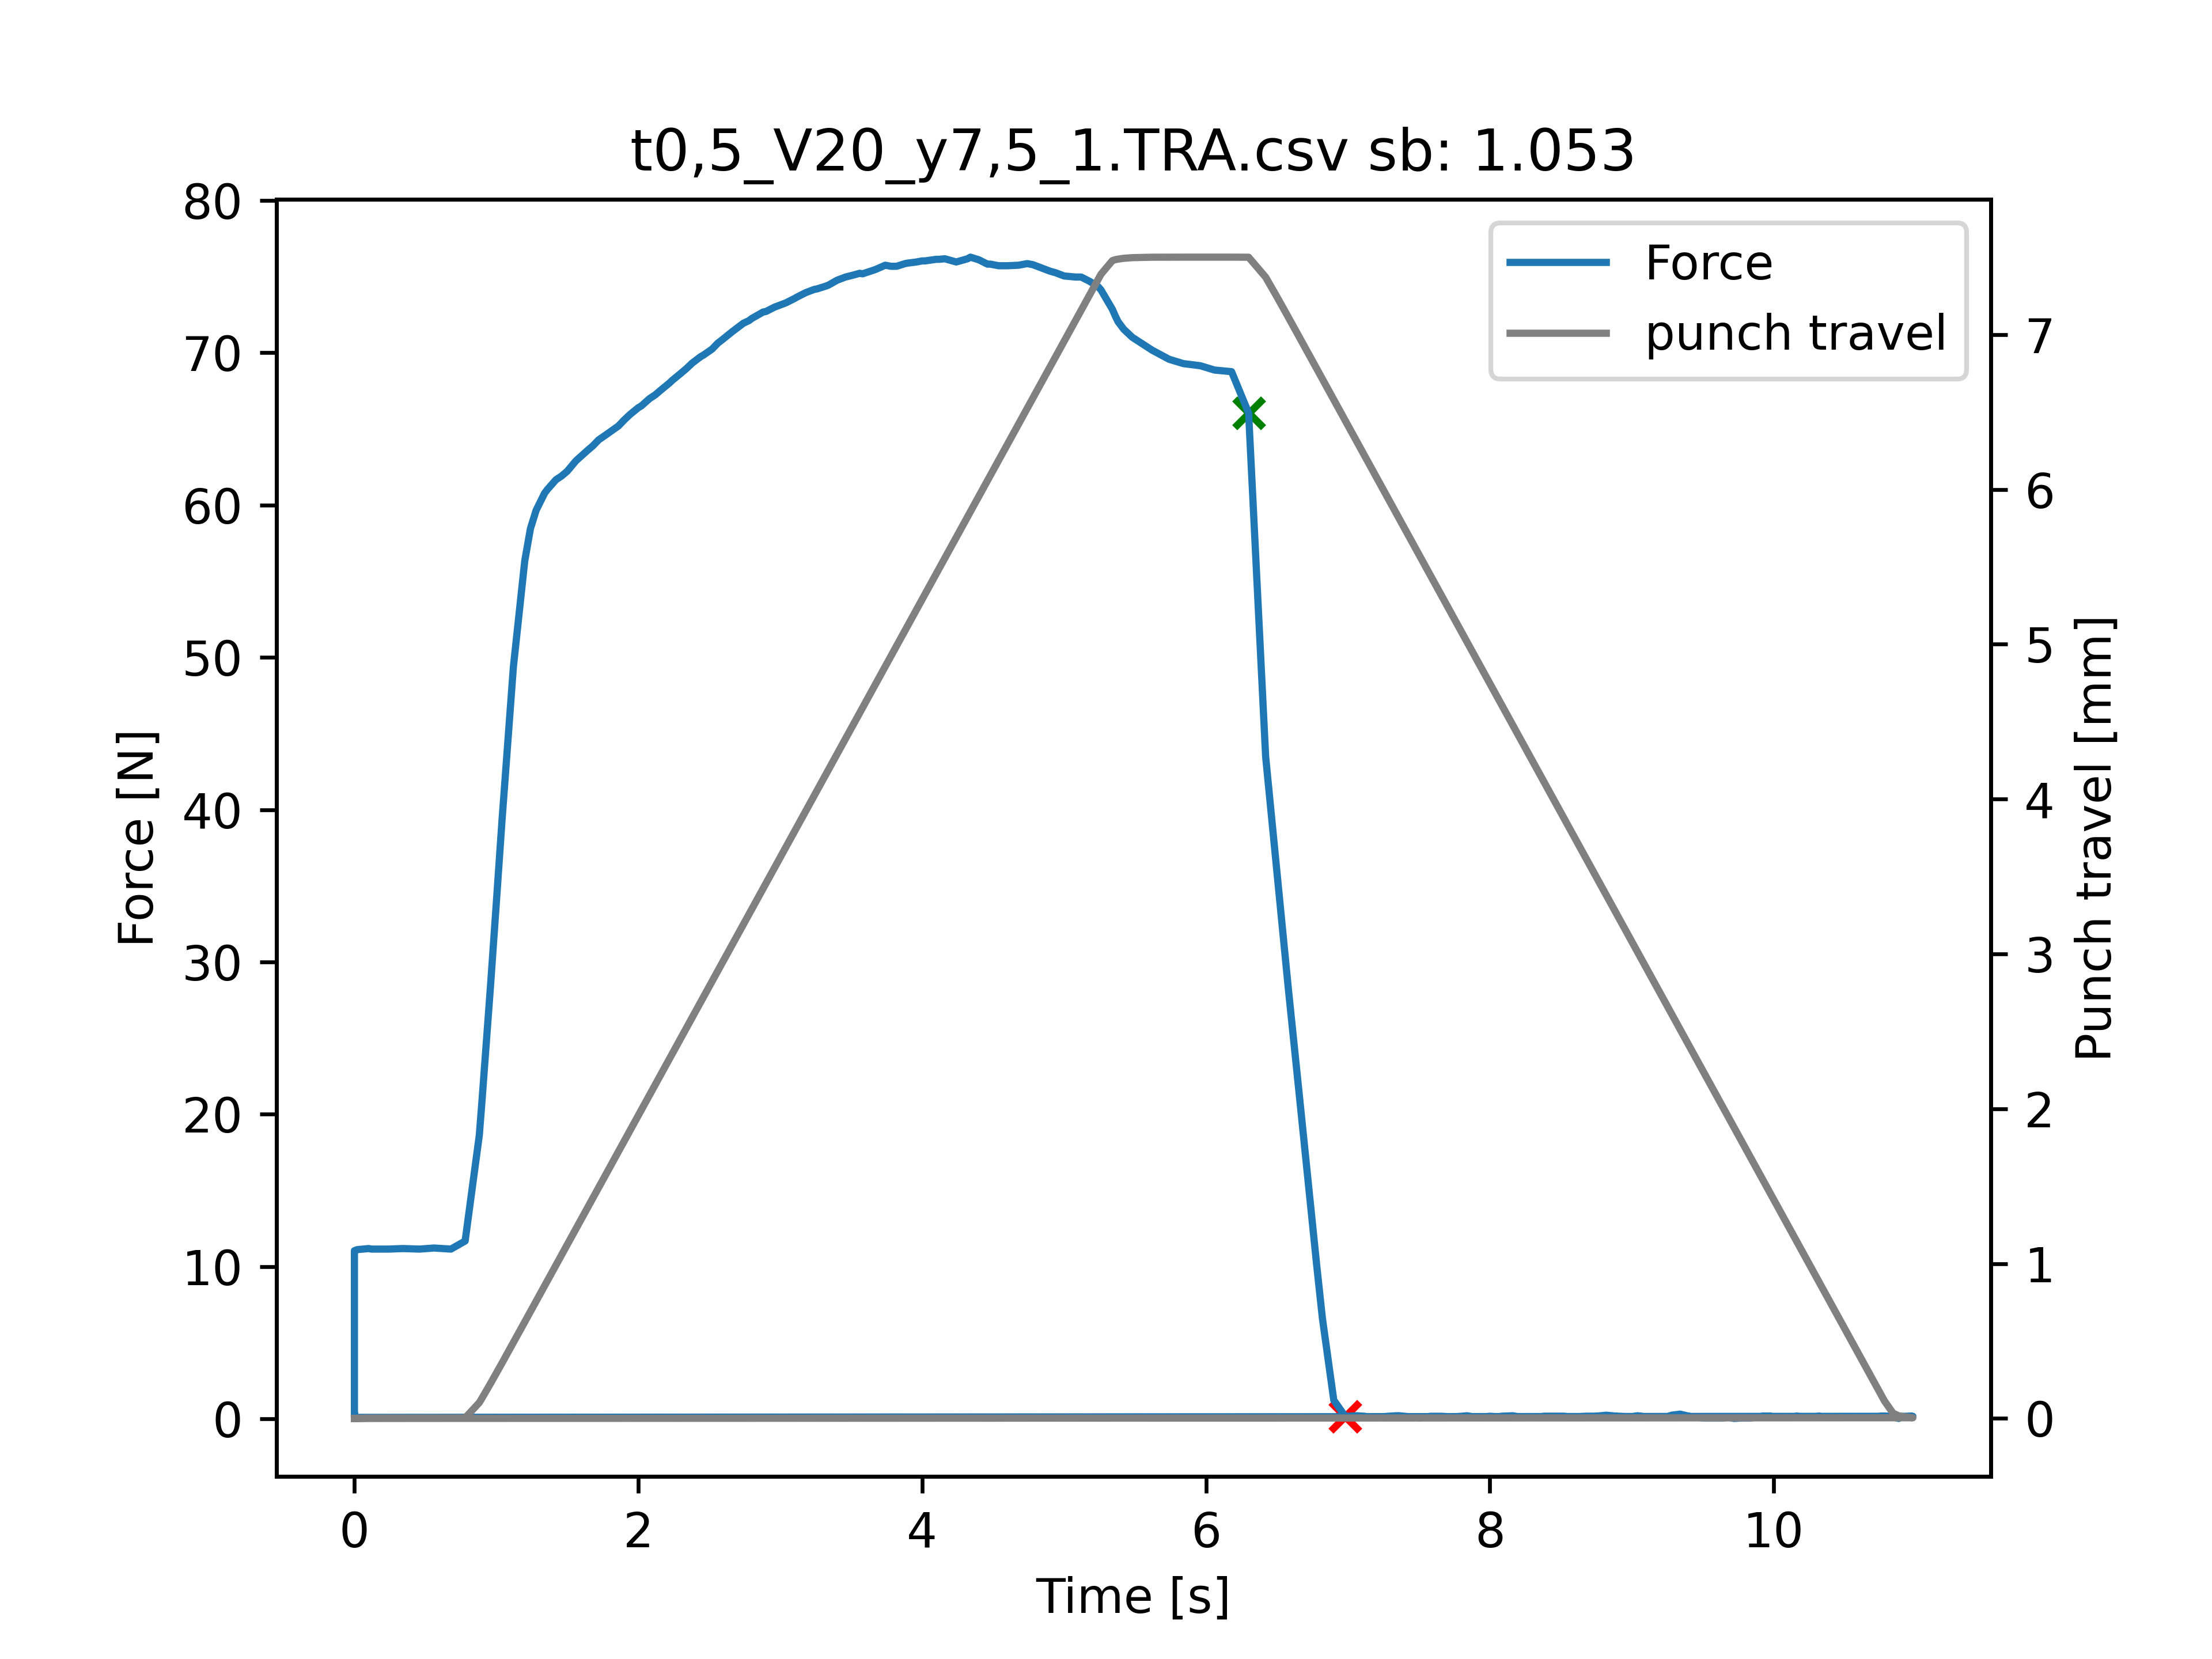 t0,5_V20_y7,5_1.TRA.csv sb: 1.053
Force
punch travel
80
70
60
50
40
30
20
10
0
Force [N]
7
6
5
4
3
2
1
0
Punch travel [mm]
0 2 4 6 8 10
Time [s]